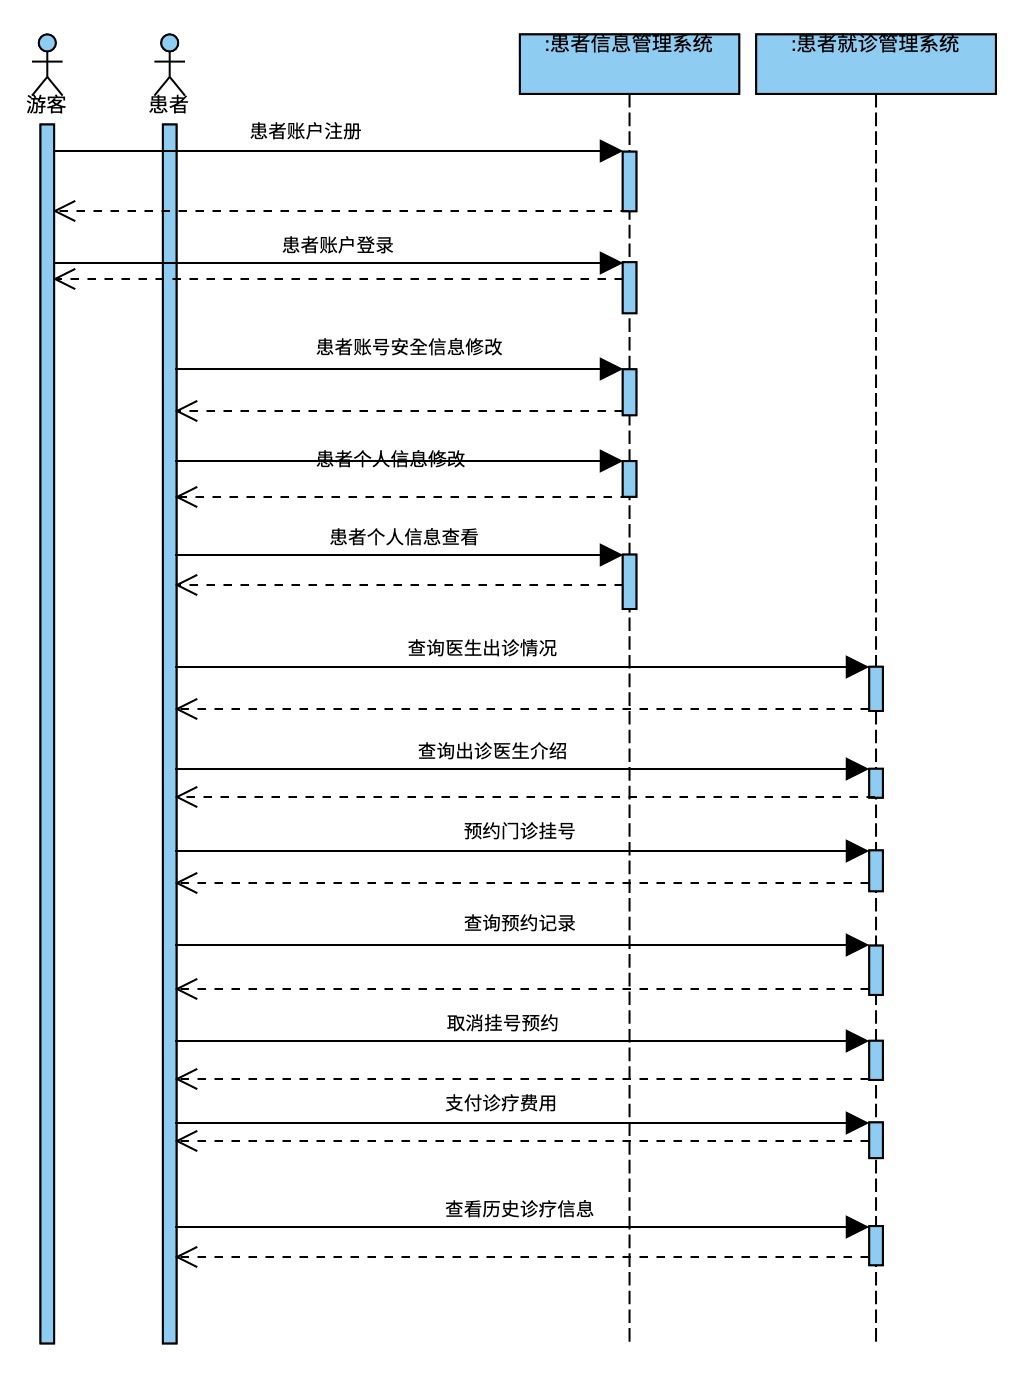 游客
患者
:患者信息管理系统
:患者就诊管理系统
患者账户注册
患者账户登录
患者账号安全信息修改
患者个人信息修改
患者个人信息查看
查询医生出诊情况
查询出诊医生介绍
预约门诊挂号
查询预约记录
取消挂号预约
支付诊疗费用
查看历史诊疗信息